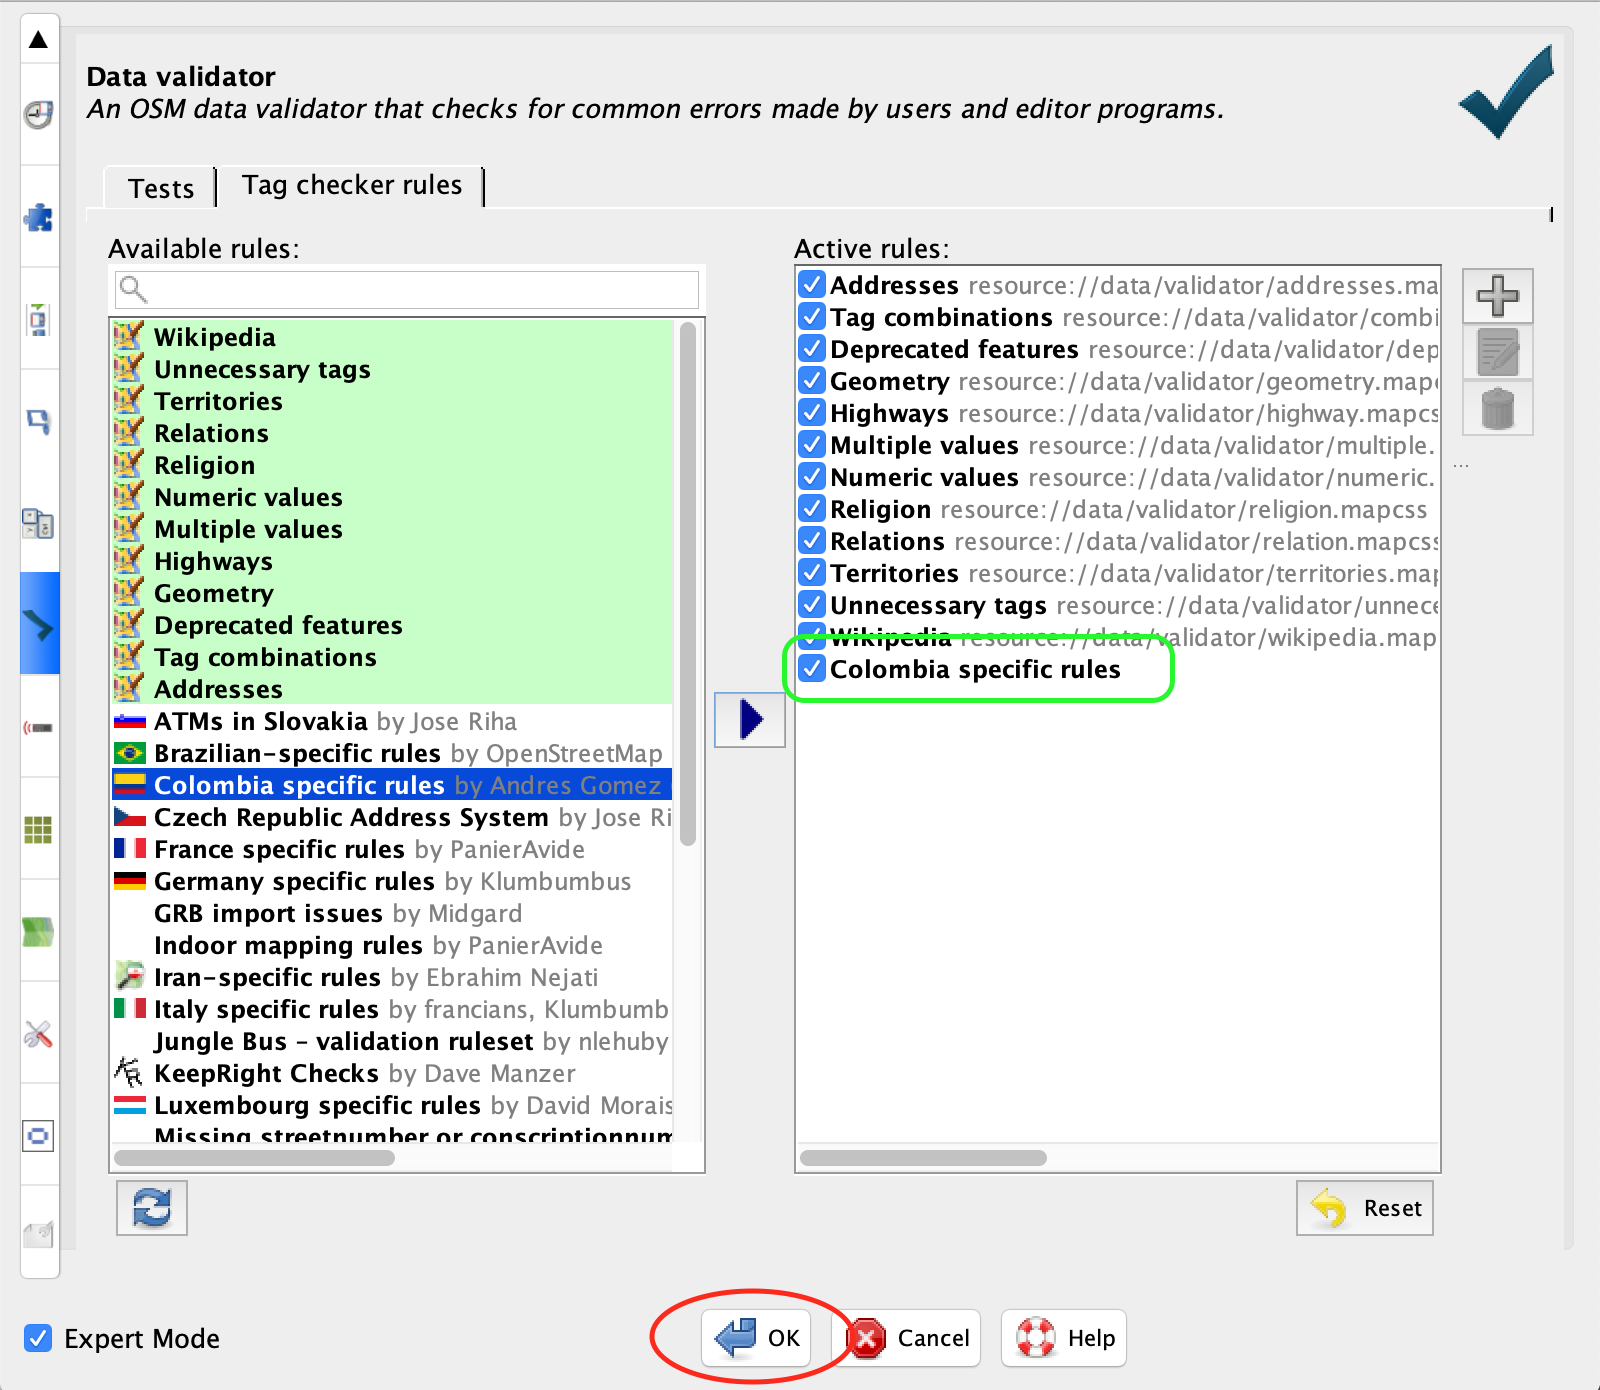 Data validator
An OSM data validator that checks for common errors made by users and editor programs.
Tests
Tag checker rules
Available rules:
Wikipedia
Unnecessary tags
Territories
Relations
Religion
Numeric values
Multiple values
Highways
Geometry
Deprecated features
Tag combinations
Addresses
ATMs in Slovakia by Jose Riha
Brazilian-specific rules by OpenStreetMap
Colombia specific rules by Andres Gomez
Czech Republic Address System by Jose Ri
France specific rules by PanierAvide
Germany specific rules by Klumbumbus
GRB import issues by Midgard
Indoor mapping rules by PanierAvide
Iran-specific rules by Ebrahim Nejati
Italy specific rules by francians, Klumbumb
Jungle Bus - validation ruleset by nlehuby
KeepRight Checks by Dave Manzer
Luxembourg specific rules by David Morais
Missing streetnumber or conscriptionnum
Active rules:
Addresses resource://data/validator/addresses.ma
Tag combinations resource://data/validator/combi
Deprecated features resource://data/validator/dep
Geometry resource://data/validator/geometry.map
Highways resource://data/validator/highway.mapcs
Multiple values resource://data/validator/multiple.
Numeric values resource://data/validator/numeric.
Religion resource://data/validator/religion.mapcss
Relations resource://data/validator/relation.mapcss
Territories resource://data/validator/territories.map
Unnecessary tags resource://data/validator/unnece
Wikipedia resource://data/validator/wikipedia.map
Colombia specific rules
...
Reset
Expert Mode
OK
Cancel
Help